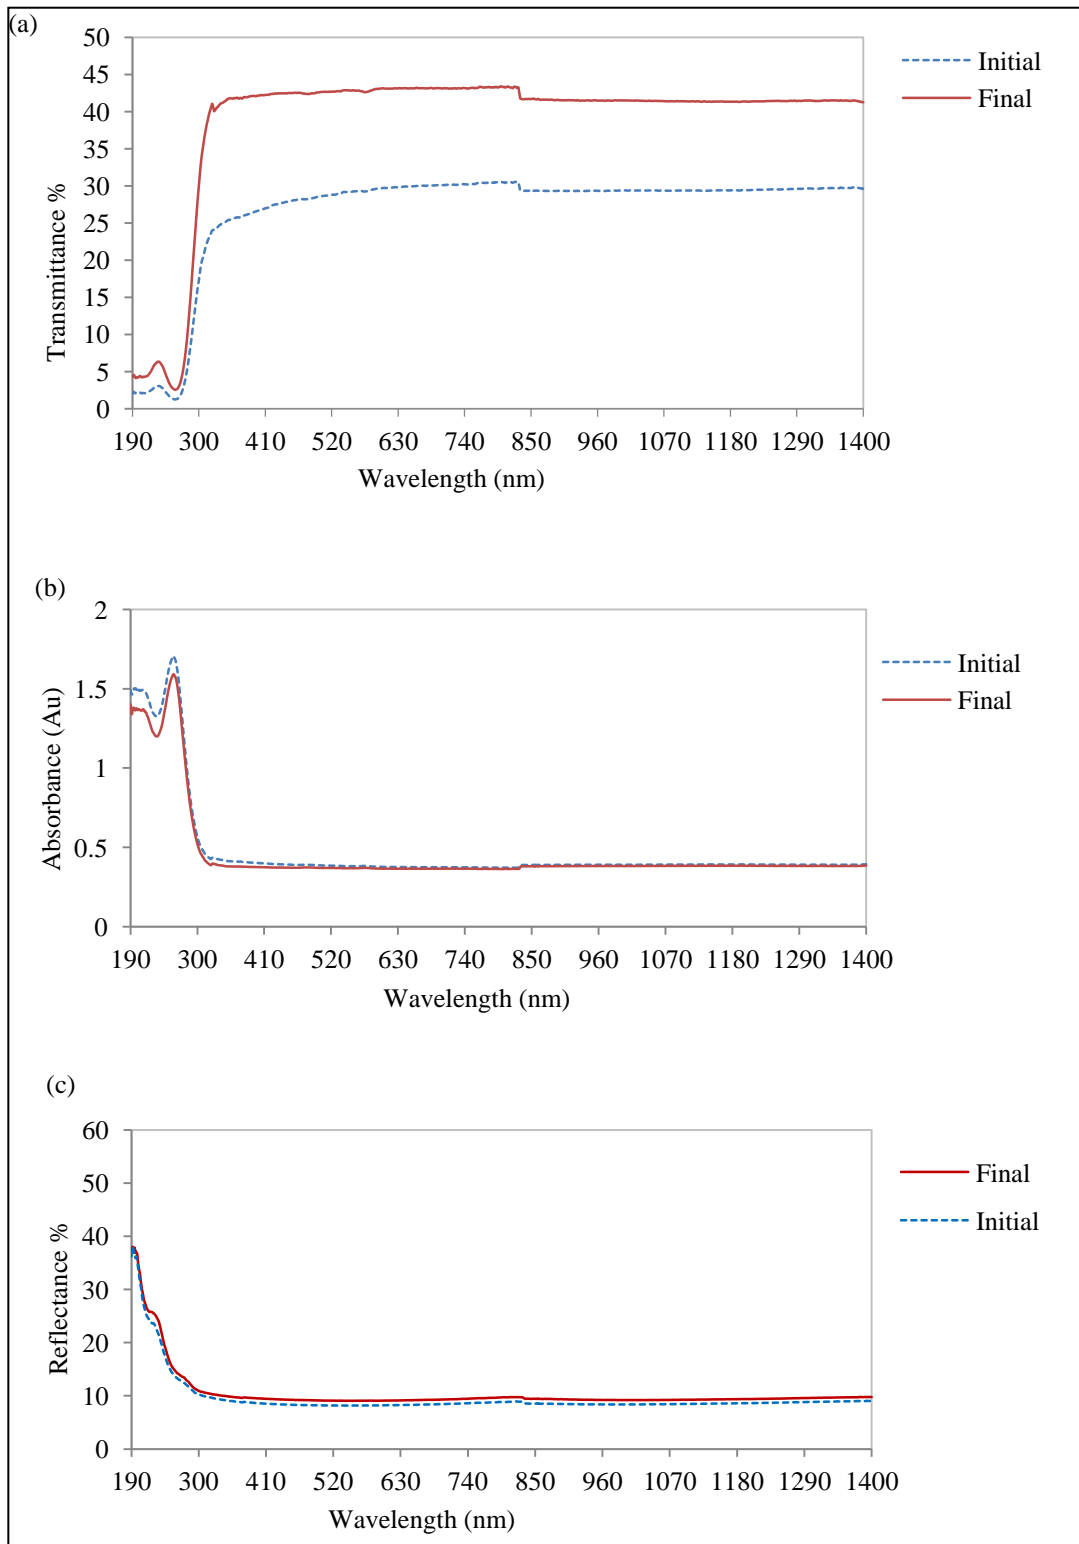 (a)
50
45
40
35
30
25
20
15
10
5
0
Transmittance %
190 300 410 520 630 740 850 960 1070 1180 1290 1400
Wavelength (nm)
Initial
Final
(b)
2
1.5
1
0.5
0
Absorbance (Au)
190 300 410 520 630 740 850 960 1070 1180 1290 1400
Wavelength (nm)
Initial
Final
(c)
60
50
40
30
20
10
0
Reflectance %
190 300 410 520 630 740 850 960 1070 1180 1290 1400
Wavelength (nm)
Final
Initial